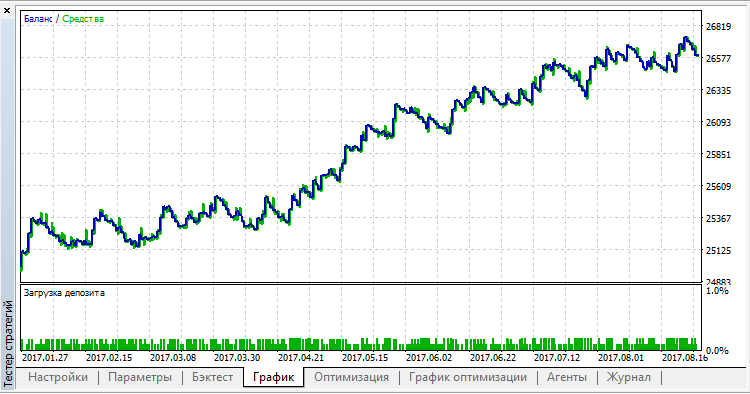 Баланс / Средства
26819
26577
26335
26093
25851
25609
25367
25125
24883
Загрузка депозита
1.0%
0.0%
2017.01.27 2017.02.15 2017.03.08 2017.03.30 2017.04.21 2017.05.15 2017.06.02 2017.06.22 2017.07.12 2017.08.01 2017.08.16
Тестер стратегий
Настройки Параметры Бэктест График Оптимизация График оптимизации Агенты Журнал